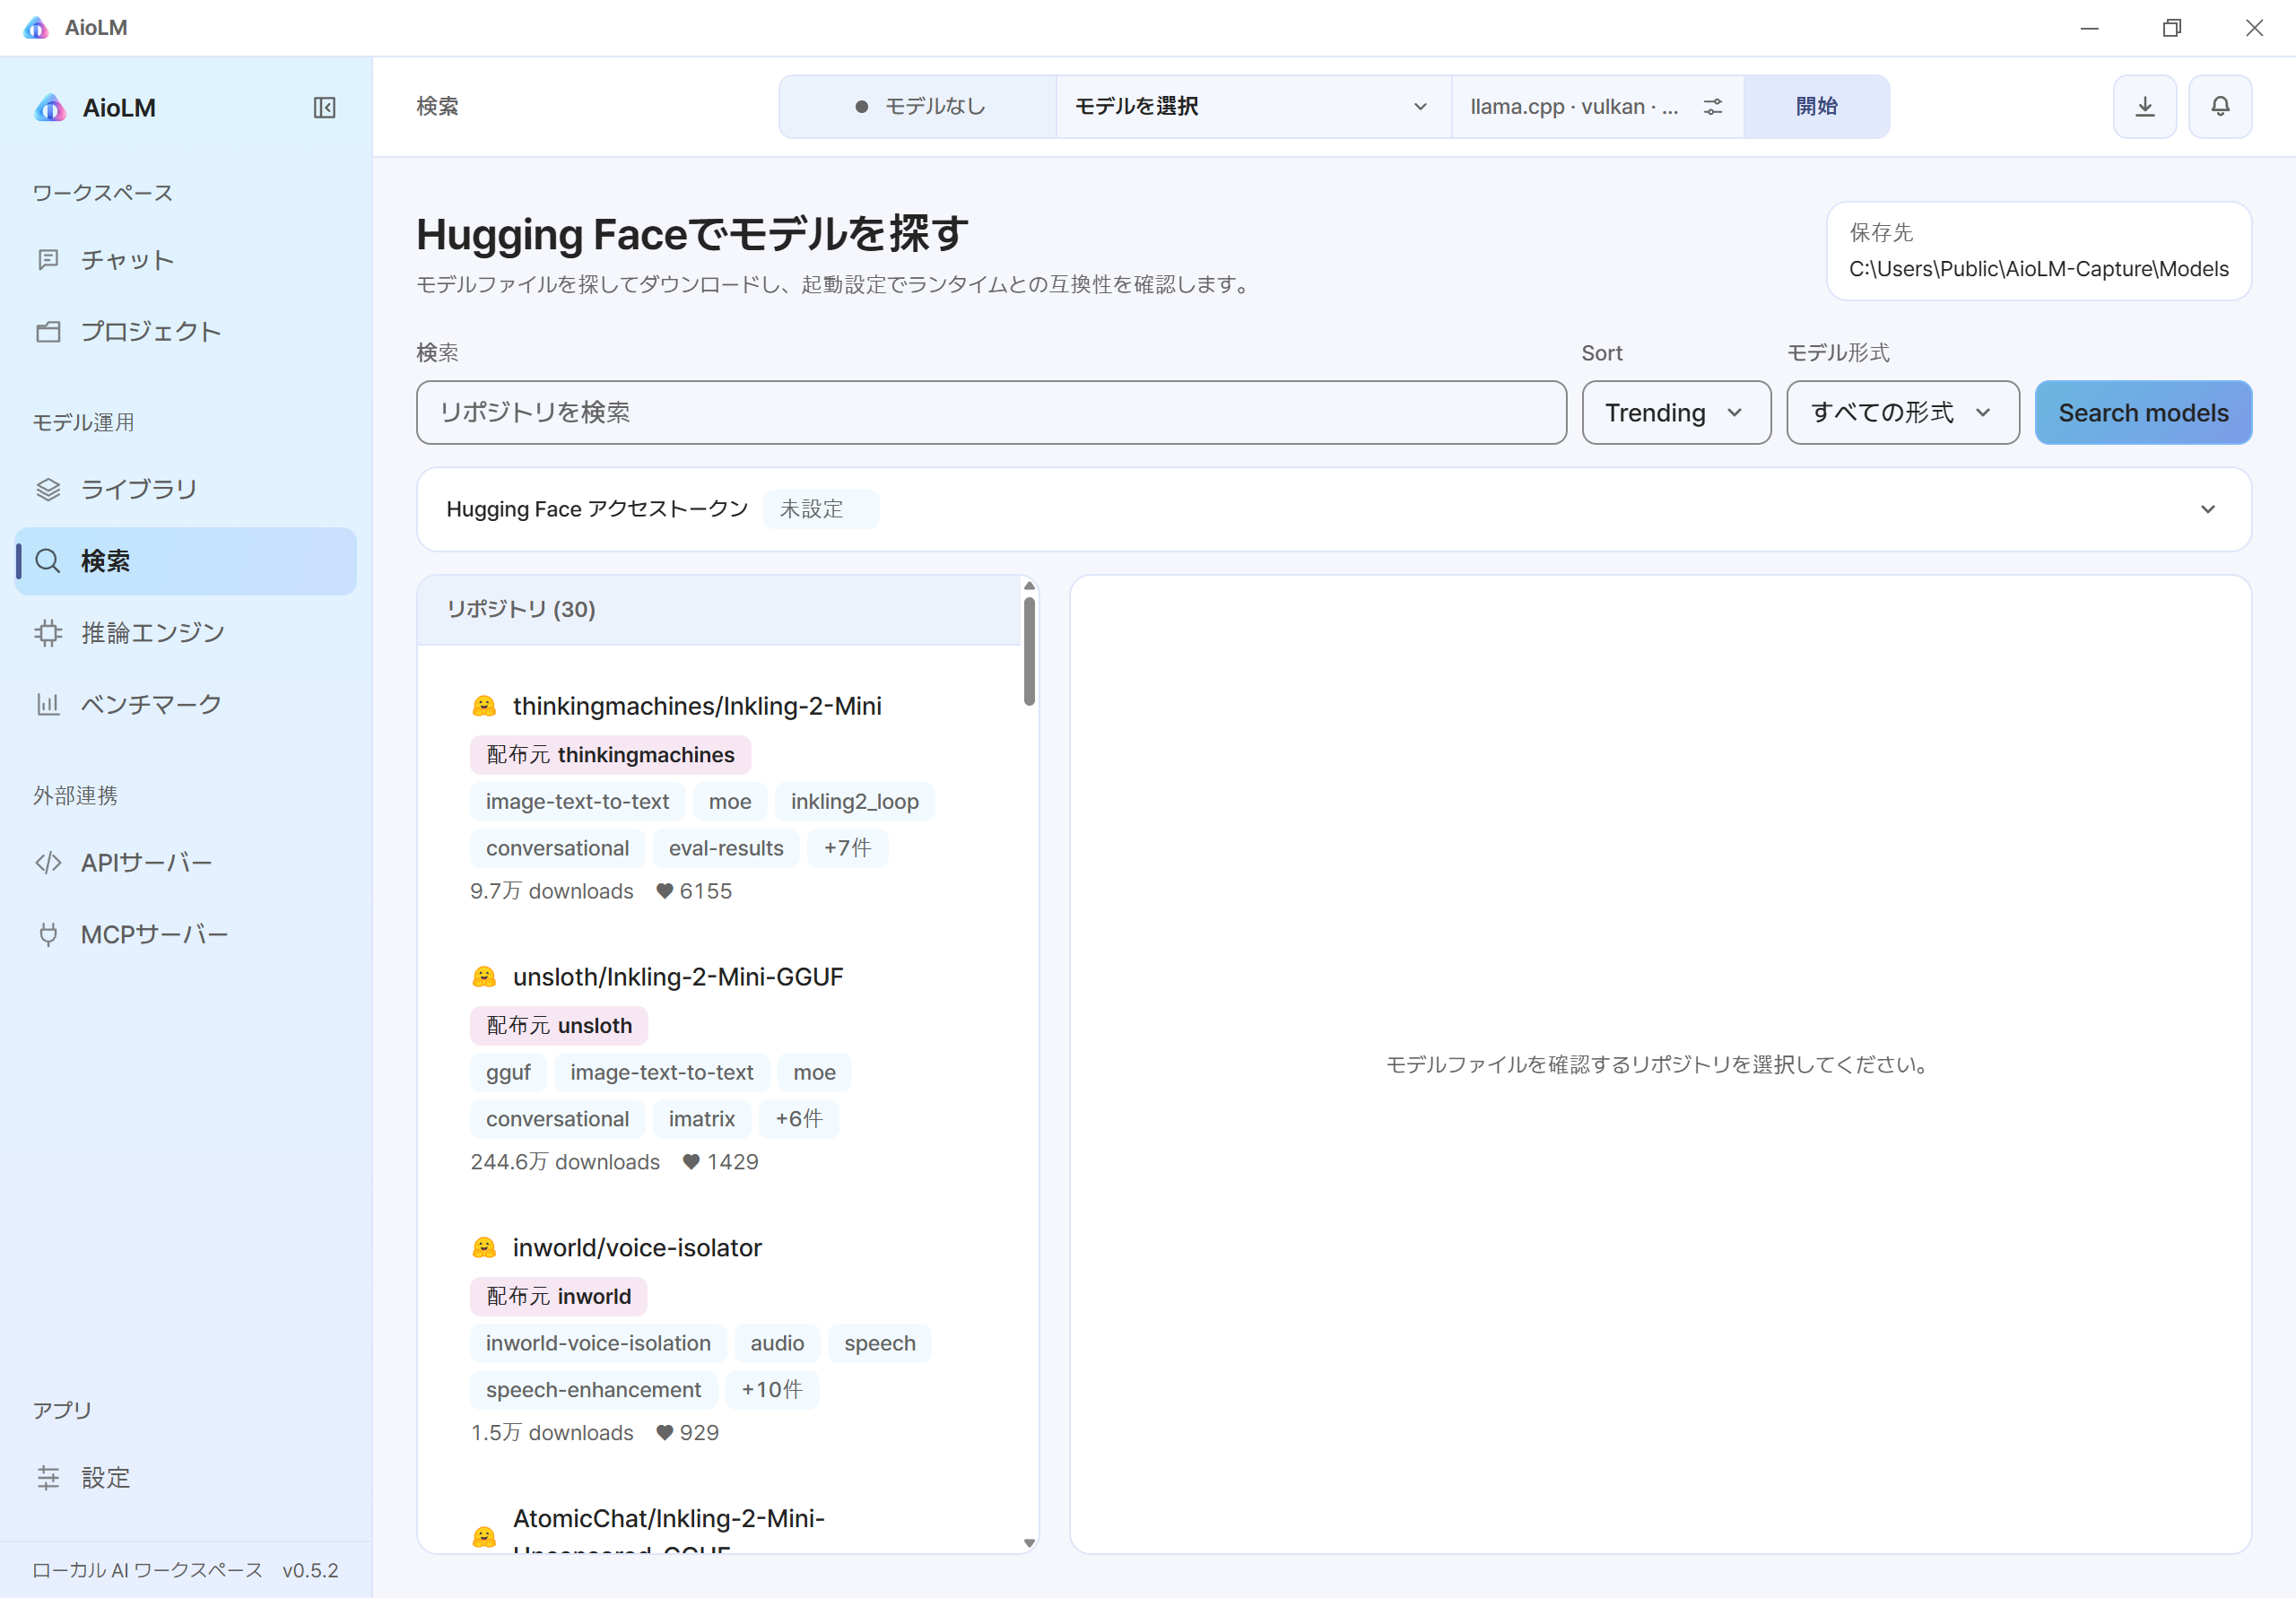 AioLM
AioLM
ワークスペース
チャット
プロジェクト
モデル運用
ライブラリ
検索
推論エンジン
ベンチマーク
外部連携
APIサーバー
MCPサーバー
アプリ
設定
ローカル AI ワークスペース v0.5.2
検索
モデルなし
モデルを選択
llama.cpp · vulkan · ...
開始
Hugging Faceでモデルを探す
モデルファイルを探してダウンロードし、起動設定でランタイムとの互換性を確認します。
保存先
C:\Users\Public\AioLM-Capture\Models
検索
Sort
モデル形式
リポジトリを検索
Trending
すべての形式
Search models
Hugging Face アクセストークン 未設定
リポジトリ (30)
thinkingmachines/Inkling-2-Mini
配布元 thinkingmachines
image-text-to-text moe inkling2_loop
conversational eval-results +7件
9.7万 downloads ♥ 6155
unsloth/Inkling-2-Mini-GGUF
配布元 unsloth
gguf image-text-to-text moe
conversational imatrix +6件
244.6万 downloads ♥ 1429
inworld/voice-isolator
配布元 inworld
inworld-voice-isolation audio speech
speech-enhancement +10件
1.5万 downloads ♥ 929
AtomicChat/Inkling-2-Mini-
Uncensored-GGUF
モデルファイルを確認するリポジトリを選択してください。